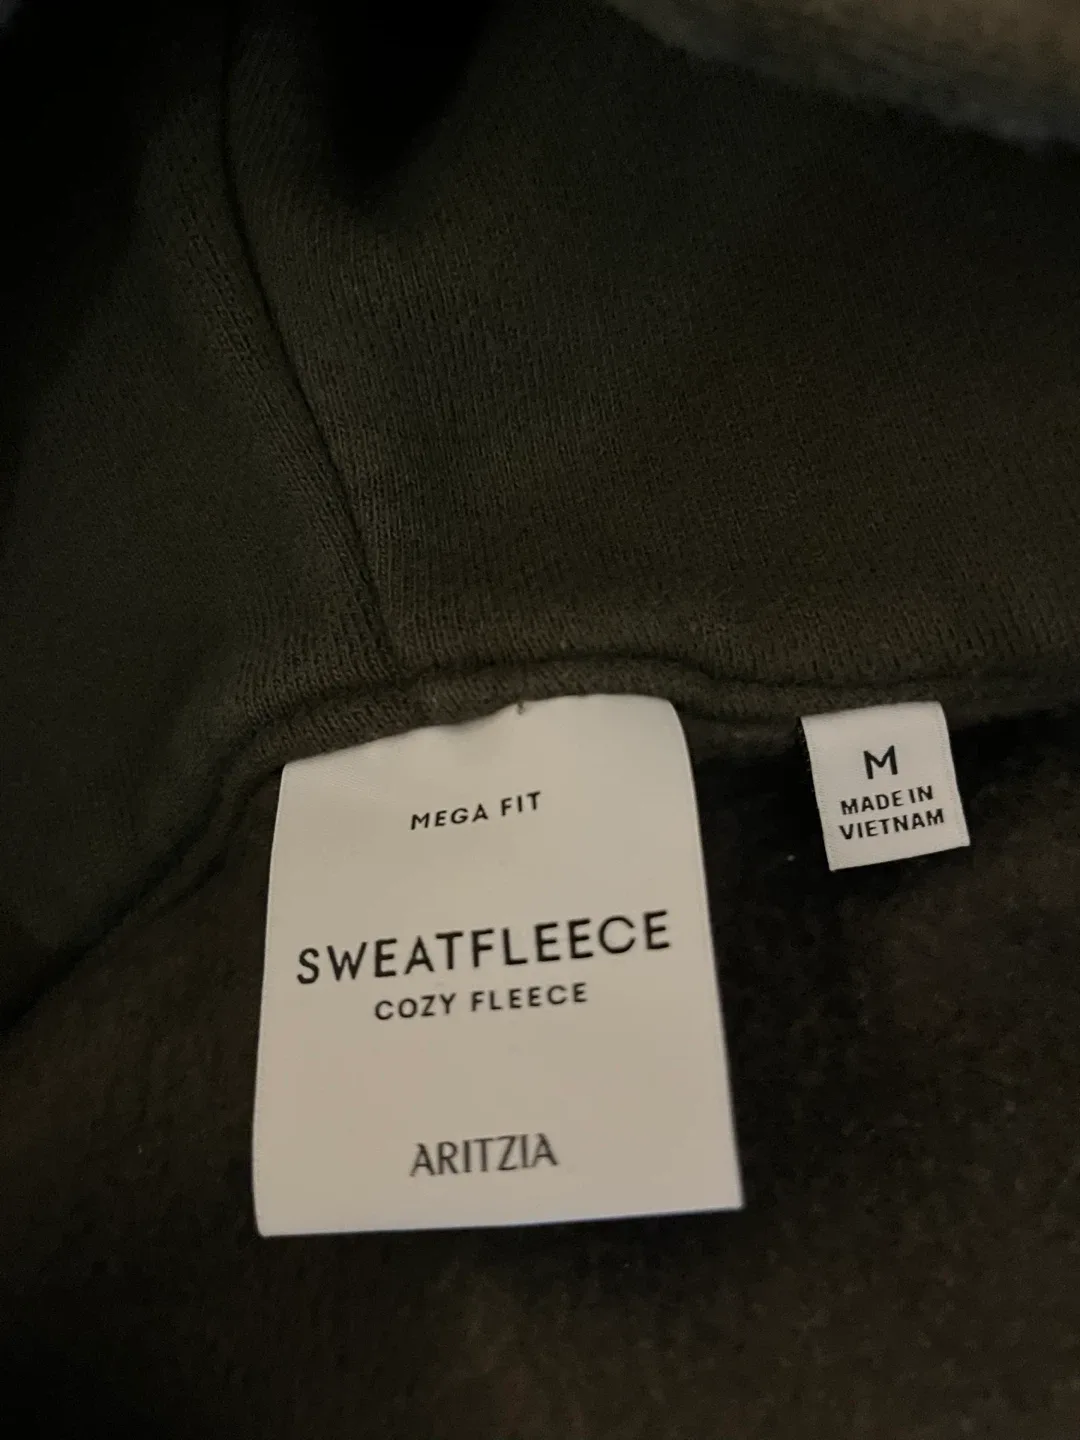 MEGA FIT
SWEATFLEECE
COZY FLEECE
ARITZIA
M
MADE IN
VIETNAM